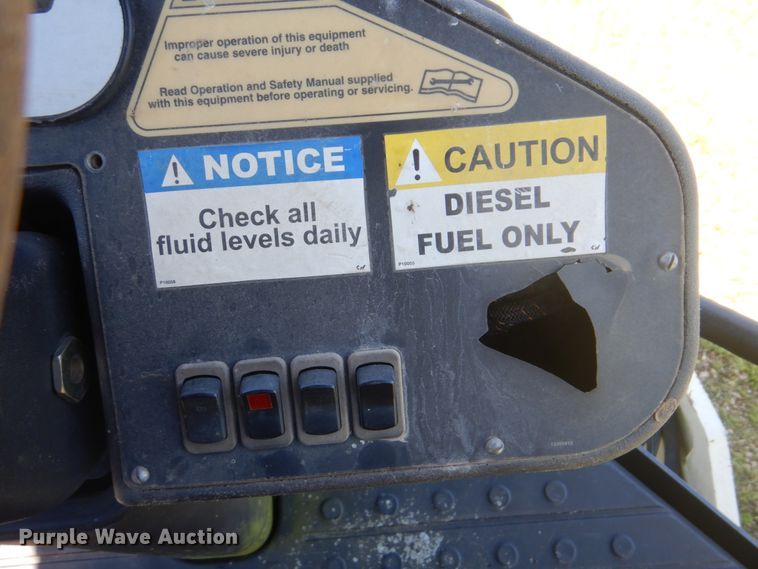 Improper operation of this equipment
can cause severe injury or death
Read Operation and Safety Manual supplied
with this equipment before operating or servicing.
NOTICE
Check all
fluid levels daily
CAUTION
DIESEL
FUEL ONLY
Purple Wave Auction